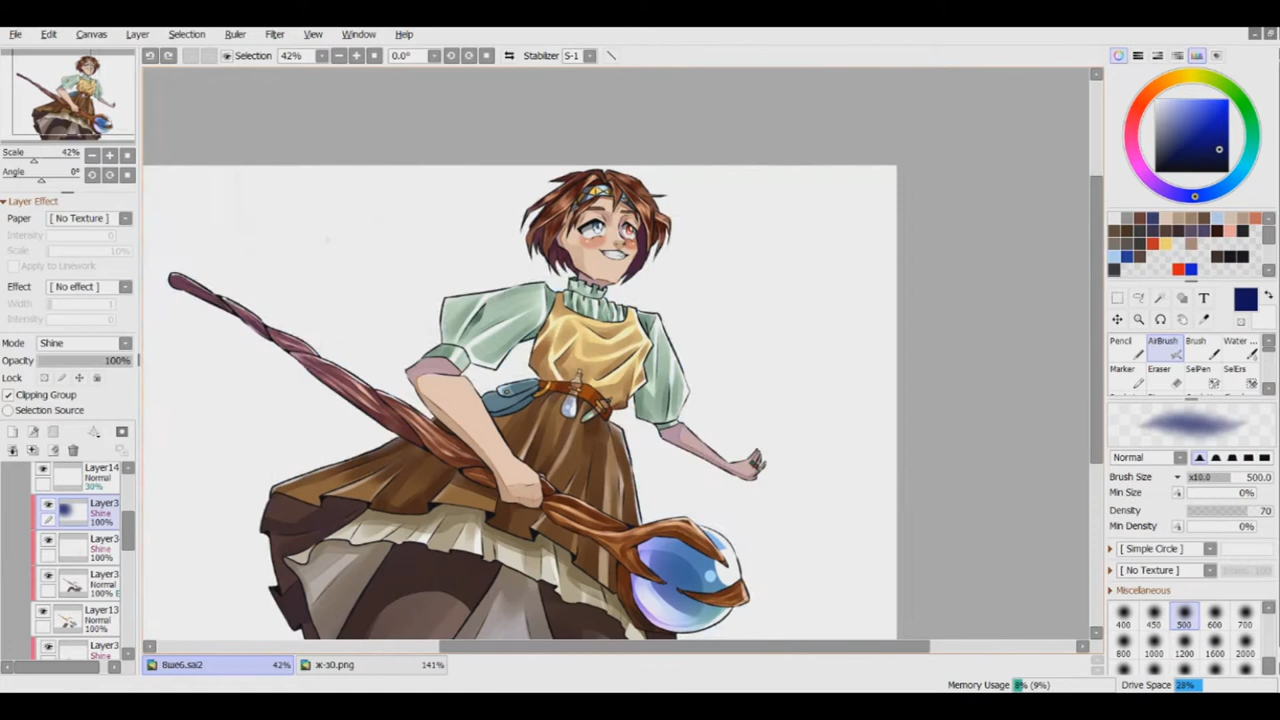 File Edit Canvas Layer Selection Ruler Filter View Window Help
Selection 42% 0.0° Stabilizer S-1
Scale 42%
Angle 0°
Layer Effect
Paper [ No Texture ]
Intensity 0
Scale 10%
Apply to Linework
Effect [ No effect ]
Width 1
Intensity 0
Mode Shine
Opacity 100%
Lock
Clipping Group
Selection Source
Layer14
Normal
30%
Layer3
Shine
100%
Layer3
Shine
100%
Layer3
Normal
100% E
Layer13
Normal
100%
Layer3
Shine
T
Pencil AirBrush Brush Water ...
Marker Eraser SelPen SelErs
Normal
Brush Size x10.0 500.0
Min Size 0%
Density 70
Min Density 0%
[ Simple Circle ]
[ No Texture ]
Miscellaneous
400 450 500 600 700
800 1000 1200 1600 2000
8ше6.sai2 42% ж-э0.png 141%
Memory Usage 8% (9%) Drive Space 28%